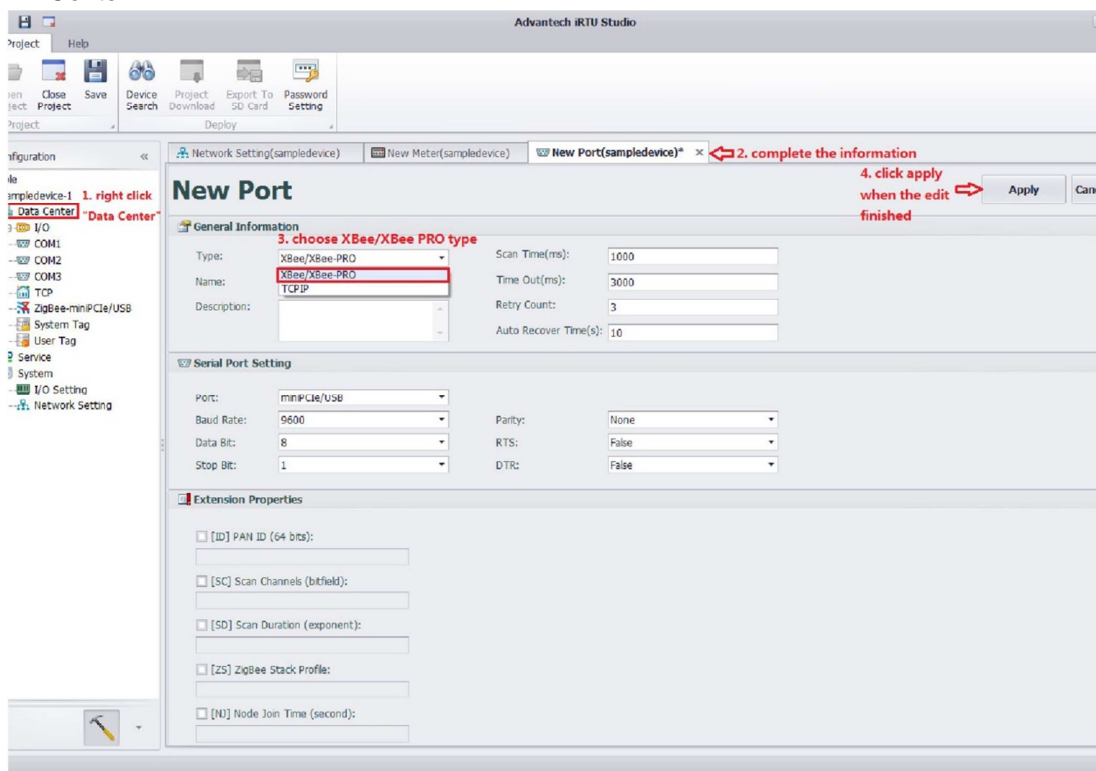 Advantech iRTU Studio
Project Help
Close Project
Save
Device Search
Project Download
Export To SD Card
Password Setting
Project
Deploy
Network Setting(sampledevice)
New Meter(sampledevice)
New Port(sampledevice)*
2. complete the information
1. right click
"Data Center"
Data Center
I/O
COM1
COM2
COM3
TCP
ZigBee-miniPCIe/USB
System Tag
User Tag
Service
System
I/O Setting
Network Setting
New Port
4. click apply
when the edit
finished
Apply
General Information
3. choose XBee/XBee PRO type
Type: XBee/XBee-PRO
XBee/XBee-PRO
TCPIP
Name:
Description:
Scan Time(ms): 1000
Time Out(ms): 3000
Retry Count: 3
Auto Recover Time(s): 10
Serial Port Setting
Port: miniPCIe/USB
Baud Rate: 9600
Parity: None
Data Bit: 8
RTS: False
Stop Bit: 1
DTR: False
Extension Properties
[ID] PAN ID (64 bits):
[SC] Scan Channels (bitfield):
[SD] Scan Duration (exponent):
[ZS] ZigBee Stack Profile:
[NJ] Node Join Time (second):